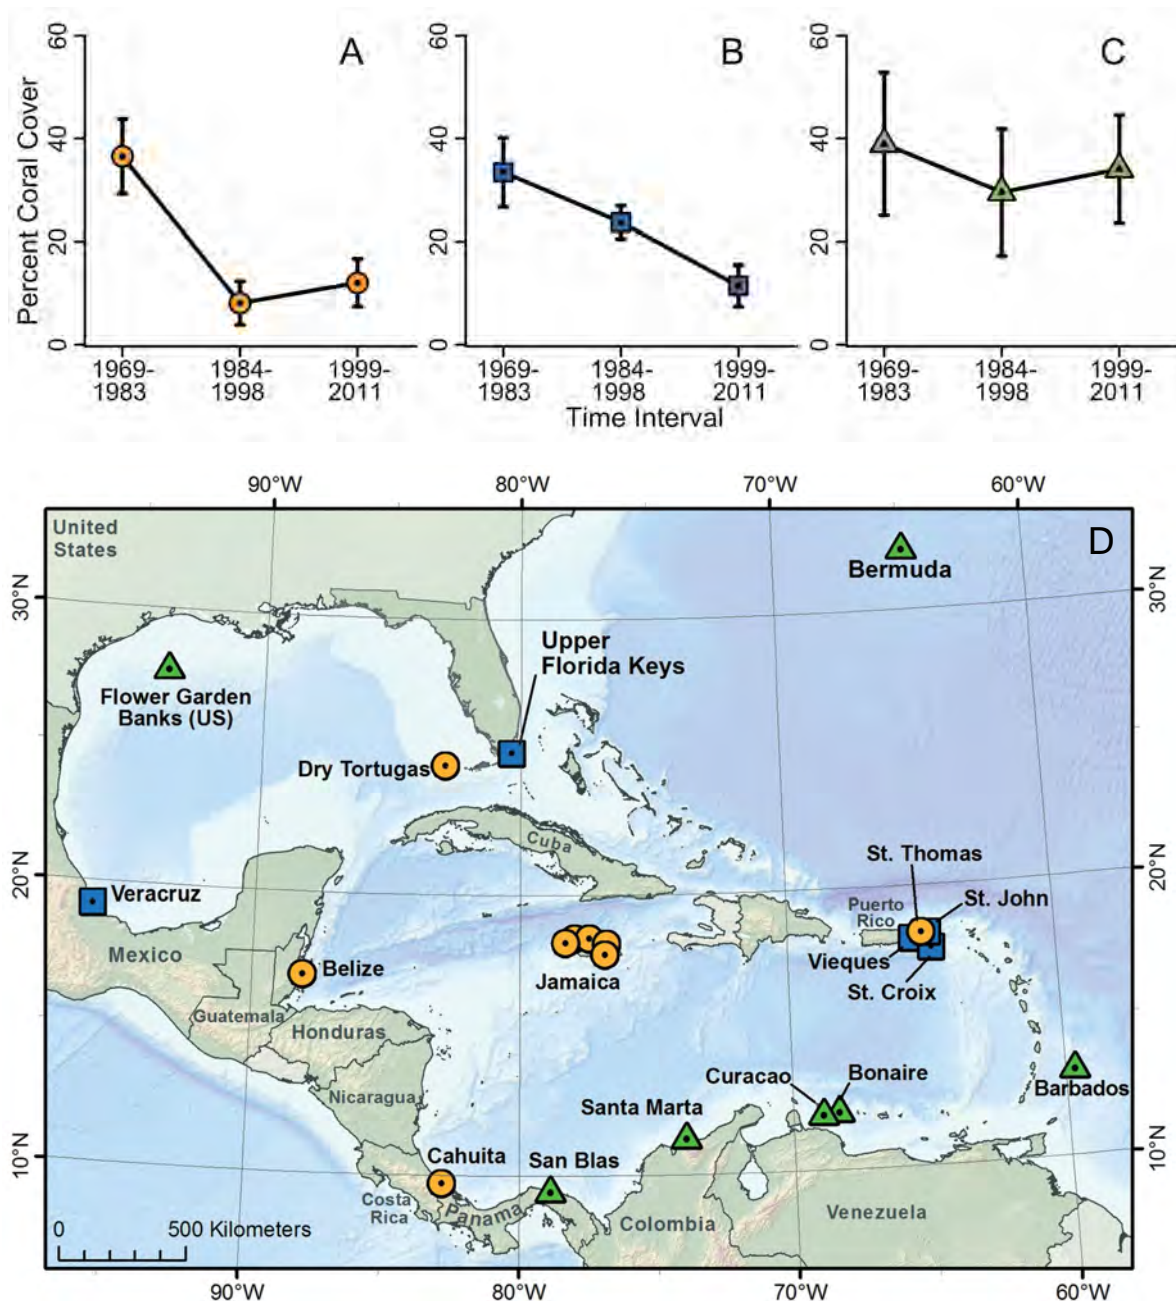 A
B
C
Percent Coral Cover
60
40
20
0
60
40
20
0
60
40
20
0
1969-
1983
1984-
1998
1999-
2011
1969-
1983
1984-
1998
1999-
2011
1969-
1983
1984-
1998
1999-
2011
Time Interval
90°W
80°W
70°W
60°W
D
United
States
Bermuda
30°N
30°N
Upper
Florida Keys
Flower Garden
Banks (US)
Dry Tortugas
Cuba
St. Thomas
20°N
20°N
Veracruz
Puerto
Rico
St. John
Mexico
Vieques
Belize
Jamaica
St. Croix
Guatemala
Honduras
Nicaragua
Curacao
Bonaire
Barbados
Santa Marta
10°N
10°N
Cahuita
San Blas
Costa
Rica
Panama
Colombia
Venezuela
0
500 Kilometers
90°W
80°W
70°W
60°W